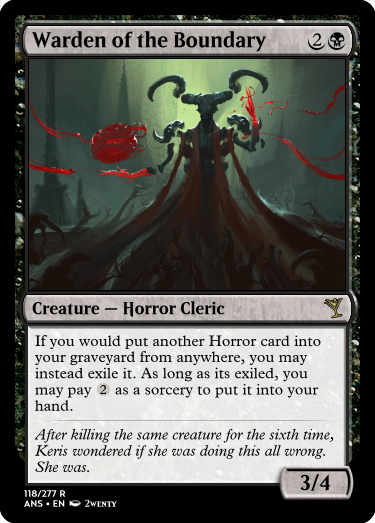 Warden of the Boundary 2
Creature — Horror Cleric
If you would put another Horror card into
your graveyard from anywhere, you may
instead exile it. As long as its exiled, you
may pay 2 as a sorcery to put it into your
hand.
After killing the same creature for the sixth time,
Keris wondered if she was doing this all wrong.
She was.
3/4
118/277 R
ANS • EN 2wenty